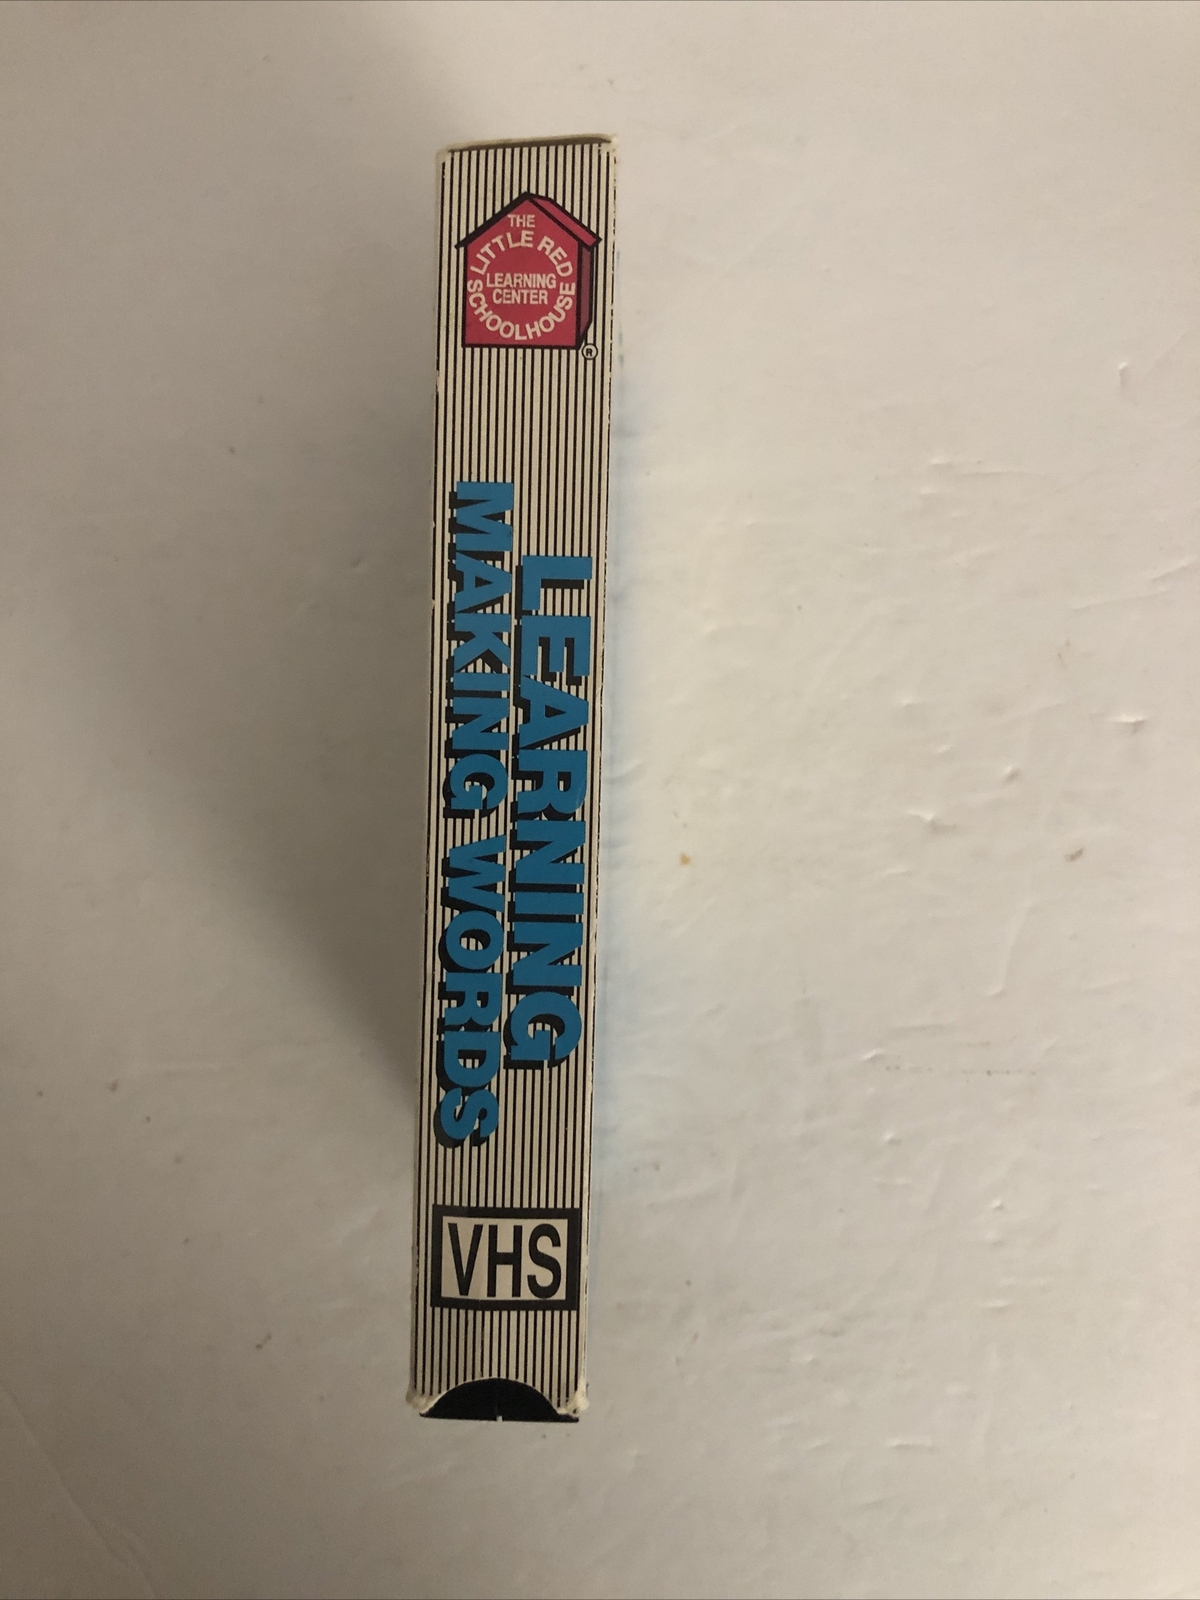 THE
LITTLE RED
SCHOOLHOUSE
LEARNING
CENTER
®
LEARNING
MAKING WORDS
VHS